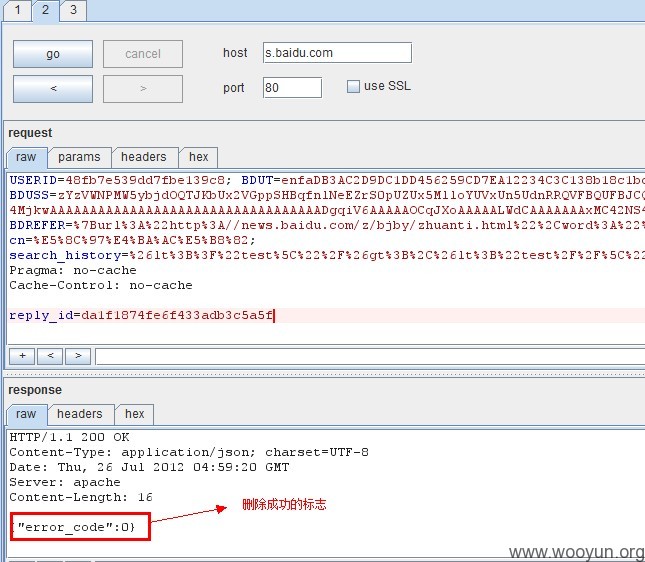 1 2 3
go cancel host s.baidu.com
< > port 80 use SSL
request
raw params headers hex
USERID=48fb7e539dd7fbe139c8; BDUT=enfaDB3AC2D9DC1DD456259CD7EA12234C3C138b18c1bd
BDUSS=zYzVWNPMW5ybjdOQTJKbUx2VGppSHBqfnlNeEZrS0pUZUx5MlloYUVxUn5UdnRRQVFBQUFBJCQ
4MjkwAAAAAAAAAAAAAAAAAAAAAAAAAAAAAAADgqiV6AAAAAOCqJXoAAAAALWdCAAAAAAAxMC42NS4
BDREFER=%7Burl%3A%22http%3A//news.baidu.com/z/bjby/zhuanti.html%22%2Cword%3A%22%
cn=%E5%8C%97%E4%BA%AC%E5%B8%82;
search_history=%26lt%3B%3F%22test%5C%22%2F%26gt%3B%2C%26lt%3B%22test%2F%2F%5C%22
Pragma: no-cache
Cache-Control: no-cache
reply_id=da1f1874fe6f433adb3c5a5f
+ < >
response
raw headers hex
HTTP/1.1 200 OK
Content-Type: application/json; charset=UTF-8
Date: Thu, 26 Jul 2012 04:59:20 GMT
Server: apache
Content-Length: 16
删除成功的标志
"error_code":0}
www.wooyun.org